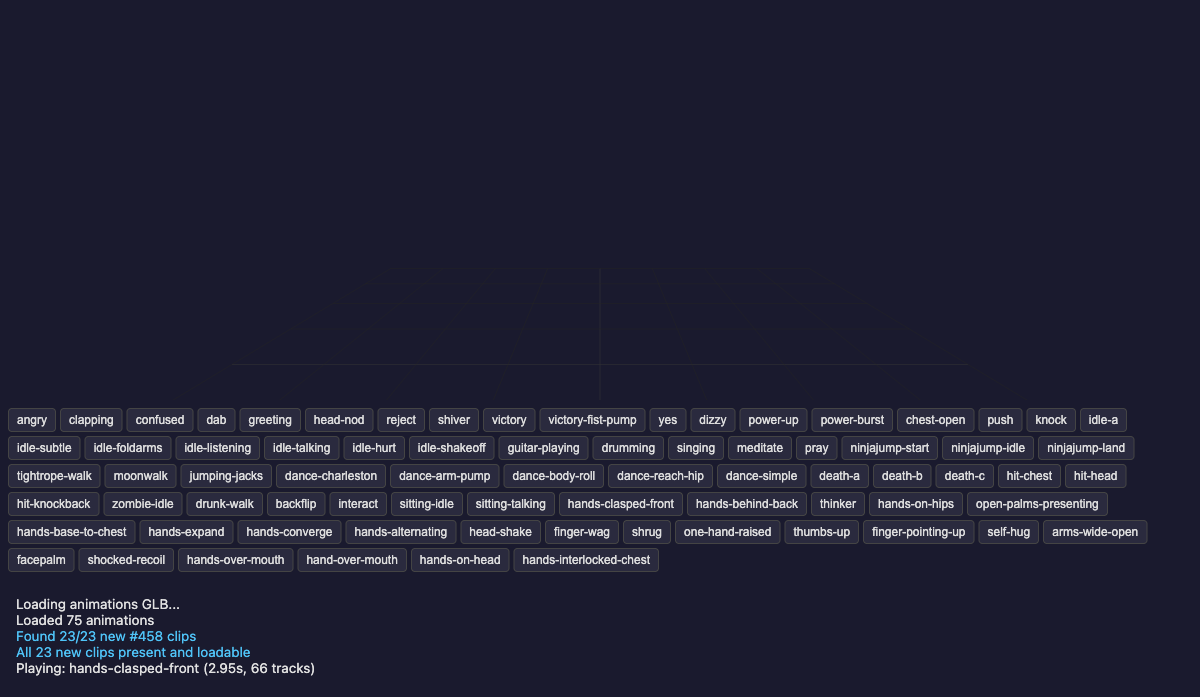 angry clapping confused dab greeting head-nod reject shiver victory victory-fist-pump yes dizzy power-up power-burst chest-open push knock idle-a
idle-subtle idle-foldarms idle-listening idle-talking idle-hurt idle-shakeoff guitar-playing drumming singing meditate pray ninjajump-start ninjajump-idle ninjajump-land
tightrope-walk moonwalk jumping-jacks dance-charleston dance-arm-pump dance-body-roll dance-reach-hip dance-simple death-a death-b death-c hit-chest hit-head
hit-knockback zombie-idle drunk-walk backflip interact sitting-idle sitting-talking hands-clasped-front hands-behind-back thinker hands-on-hips open-palms-presenting
hands-base-to-chest hands-expand hands-converge hands-alternating head-shake finger-wag shrug one-hand-raised thumbs-up finger-pointing-up self-hug arms-wide-open
facepalm shocked-recoil hands-over-mouth hand-over-mouth hands-on-head hands-interlocked-chest
Loading animations GLB...
Loaded 75 animations
Found 23/23 new #458 clips
All 23 new clips present and loadable
Playing: hands-clasped-front (2.95s, 66 tracks)